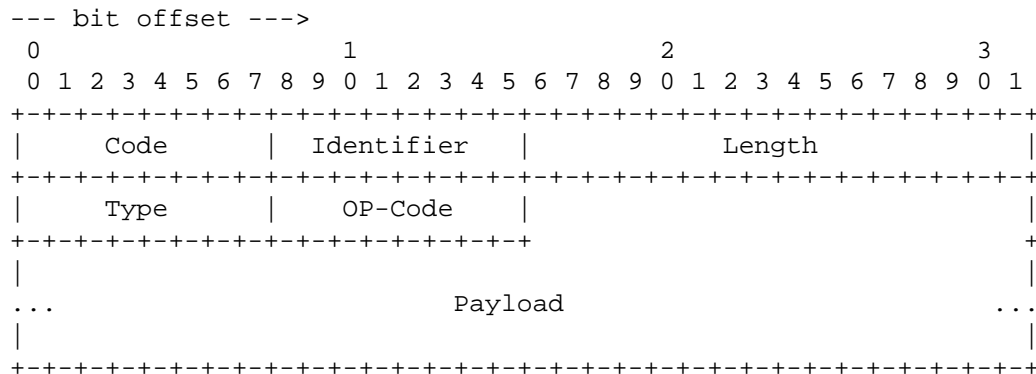 --- bit offset --->
 0                   1                   2                   3
 0 1 2 3 4 5 6 7 8 9 0 1 2 3 4 5 6 7 8 9 0 1 2 3 4 5 6 7 8 9 0 1
+-+-+-+-+-+-+-+-+-+-+-+-+-+-+-+-+-+-+-+-+-+-+-+-+-+-+-+-+-+-+-+-+
|     Code      |  Identifier   |            Length             |
+-+-+-+-+-+-+-+-+-+-+-+-+-+-+-+-+-+-+-+-+-+-+-+-+-+-+-+-+-+-+-+-+
|     Type      |    OP-Code    |                               |
+-+-+-+-+-+-+-+-+-+-+-+-+-+-+-+-+                               +
|                                                               |
...                         Payload                           ...
|                                                               |
+-+-+-+-+-+-+-+-+-+-+-+-+-+-+-+-+-+-+-+-+-+-+-+-+-+-+-+-+-+-+-+-+